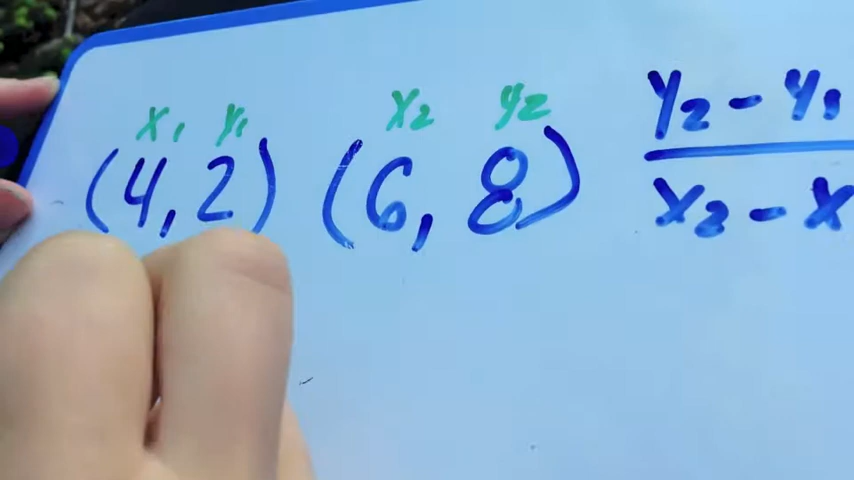 x₁ y₁ x₂ y₂
(4, 2) (6, 8)
y₂ - y₁
x₂ - x